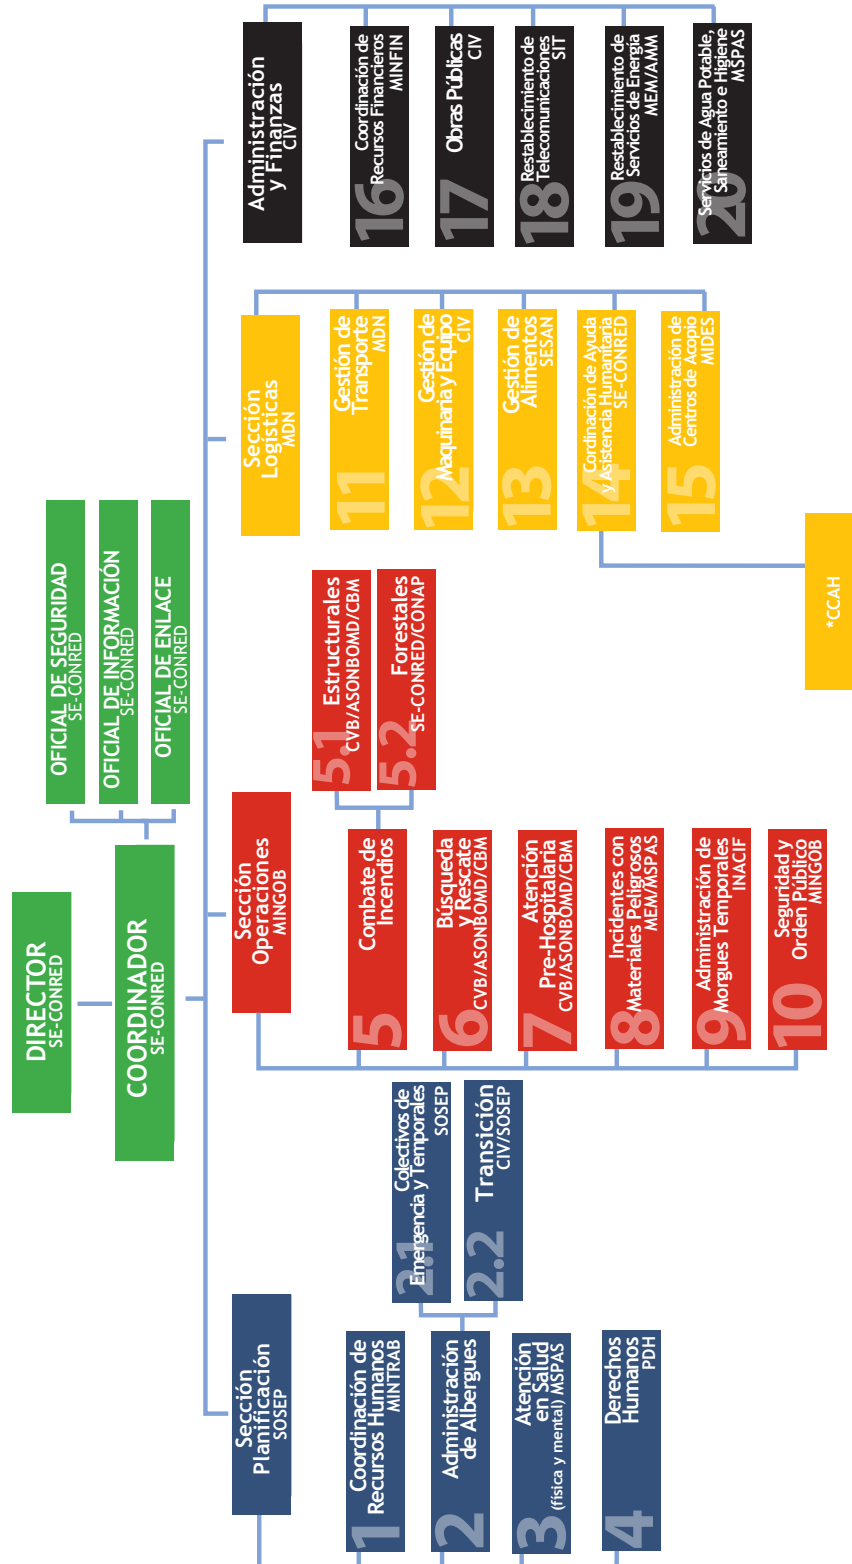 DIRECTOR
SE-CONRED
COORDINADOR
SE-CONRED
OFICIAL DE SEGURIDAD
SE-CONRED
OFICIAL DE INFORMACIÓN
SE-CONRED
OFICIAL DE ENLACE
SE-CONRED
Sección
Planificación
SOSEP
1
Coordinación de
Recursos Humanos
MINTRAB
2
Administración
de Albergues
2.1
Colectivos de
Emergencia y Temporales
SOSEP
2.2
Transición
CIV/SOSEP
3
Atención
en Salud
(física y mental) MSPAS
4
Derechos
Humanos
PDH
Sección
Operaciones
MINGOB
5
Combate de
Incendios
5.1
Estructurales
CVB/ASONBOMD/CBM
5.2
Forestales
SE-CONRED/CONAP
6
Búsqueda
y Rescate
CVB/ASONBOMD/CBM
7
Atención
Pre-Hospitalaria
CVB/ASONBOMD/CBM
8
Incidentes con
Materiales Peligrosos
MEM/MSPAS
9
Administración de
Morgues Temporales
INACIF
10
Seguridad y
Orden Público
MINGOB
Sección
Logísticas
MDN
11
Gestión de
Transporte
MDN
12
Gestión de
Maquinaria y Equipo
CIV
13
Gestión de
Alimentos
SESAN
14
Cordinación de Ayuda
y Asistencia Humanitaria
SE-CONRED
*CCAH
15
Administración de
Centros de Acopio
MIDES
Administración
y Finanzas
CIV
16
Coordinación de
Recursos Financieros
MINFIN
17
Obras Públicas
CIV
18
Restablecimiento de
Telecomunicaciones
SIT
19
Restablecimiento de
Servicios de Energía
MEM/AMM
20
Servicios de Agua Potable,
Saneamiento e Higiene
MSPAS